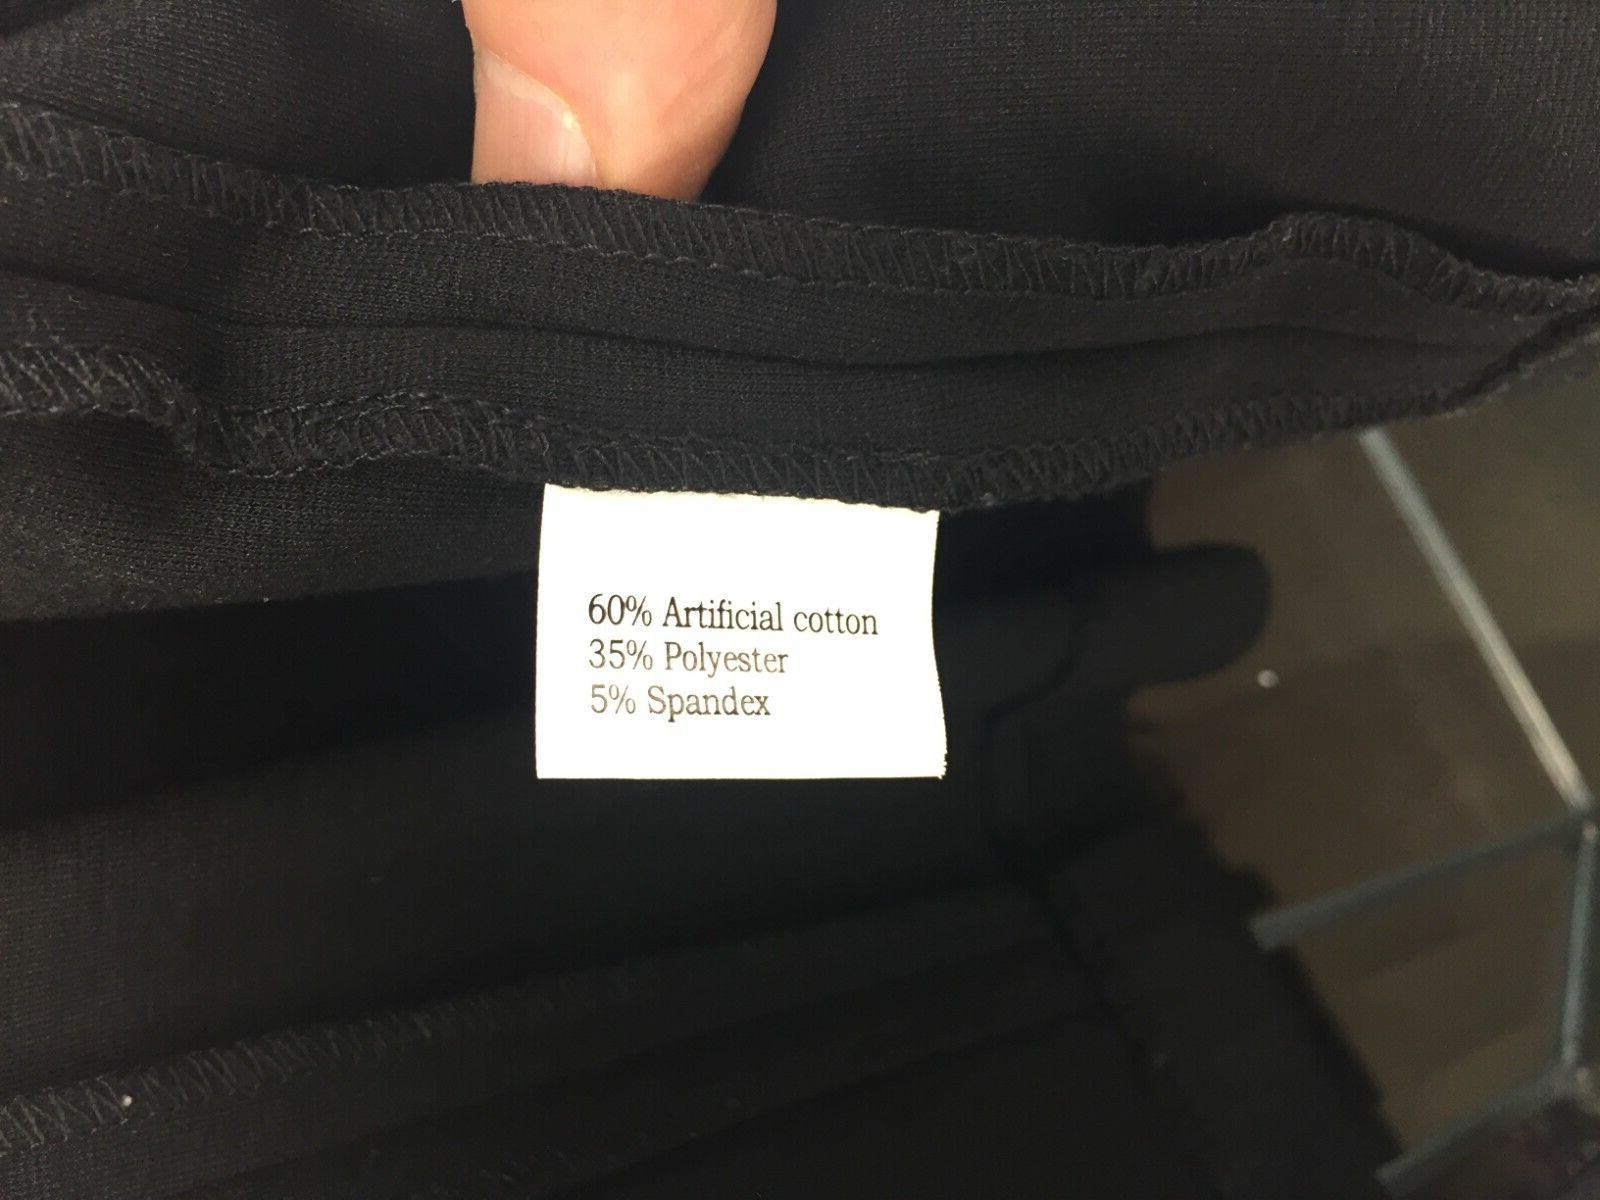 60% Artificial cotton
35% Polyester
5% Spandex